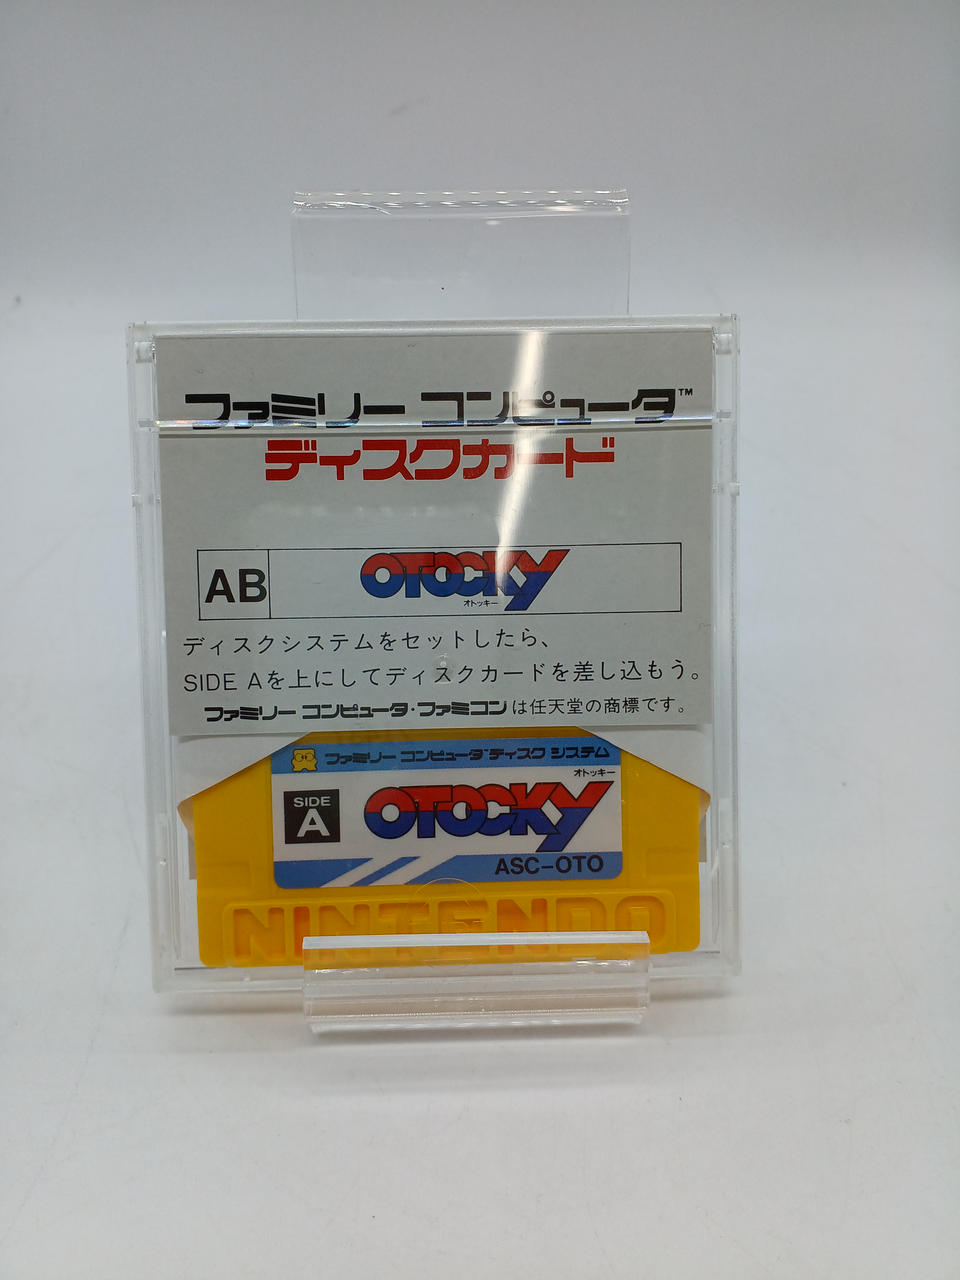 ファミリー コンピュータ™
ディスクカード
AB
OTOCKY
オトッキー
ディスクシステムをセットしたら、
SIDE Aを上にしてディスクカードを差し込もう。
ファミリー コンピュータ・ファミコンは任天堂の商標です。
ファミリー コンピュータ™ディスク システム
オトッキー
SIDE
A
OTOCKY
ASC-OTO
NINTENDO